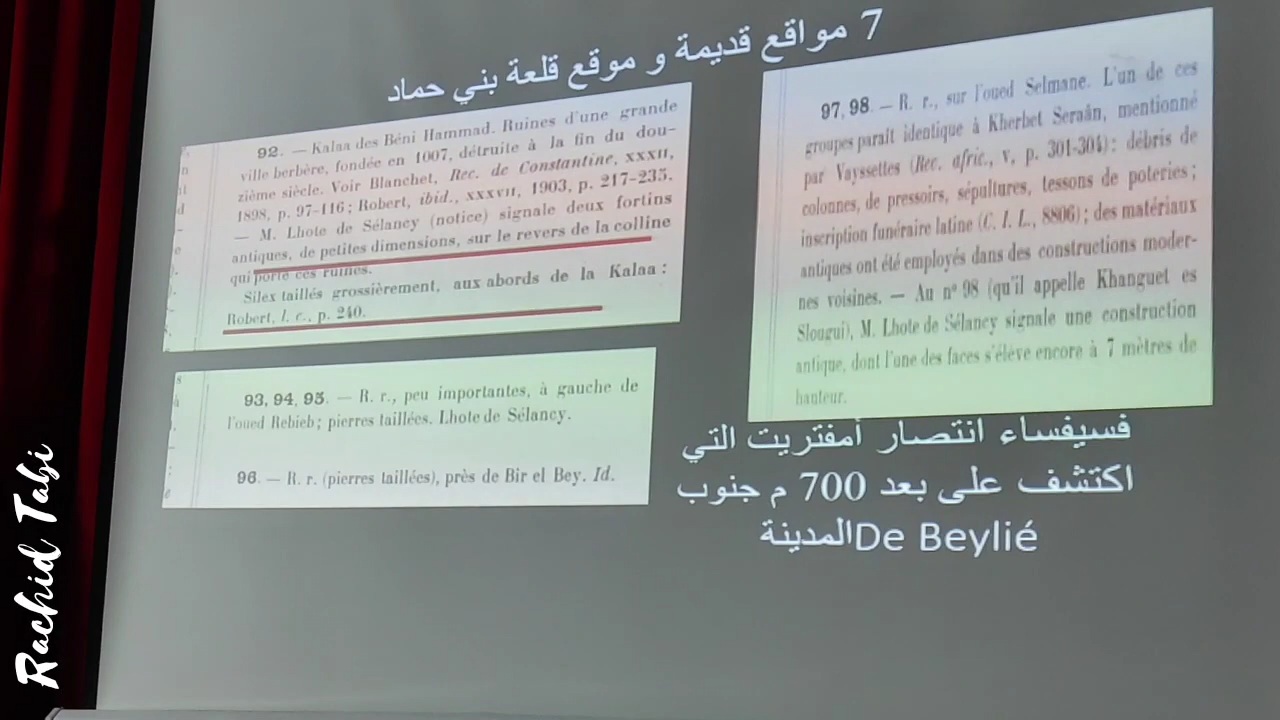 7 مواقع قديمة و موقع قلعة بني حماد
92. — Kalaa des Béni Hammad. Ruines d'une grande
ville berbère, fondée en 1007, détruite à la fin du dou-
zième siècle. Voir Blanchet, Rec. de Constantine, XXXII,
1898, p. 97-116; Robert, ibid., XXXVII, 1903, p. 217-235.
— M. Lhote de Sélancy (notice) signale deux fortins
antiques, de petites dimensions, sur le revers de la colline
qui porte ces ruines.
Silex taillés grossièrement, aux abords de la Kalaa :
Robert, l. c., p. 240.
93, 94, 95. — R. r., peu importantes, à gauche de
l'oued Rebieb; pierres taillées. Lhote de Sélancy.
96. — R. r. (pierres taillées), près de Bir el Bey. Id.
97, 98. — R. r., sur l'oued Selmane. L'un de ces
groupes paraît identique à Kherbet Seraân, mentionné
par Vayssettes (Rec. afric., V, p. 301-304) : débris de
colonnes, de pressoirs, sépultures, tessons de poteries;
inscription funéraire latine (C. I. L., 8806); des matériaux
antiques ont été employés dans des constructions moder-
nes voisines. — Au n° 98 (qu'il appelle Khanguet es
Slougui), M. Lhote de Sélancy signale une construction
antique, dont l'une des faces s'élève encore à 7 mètres de
hauteur.
فسيفساء انتصار أمفتريت التي
اكتشف على بعد 700 م جنوب
المدينة De Beylié
Rachid Tabi